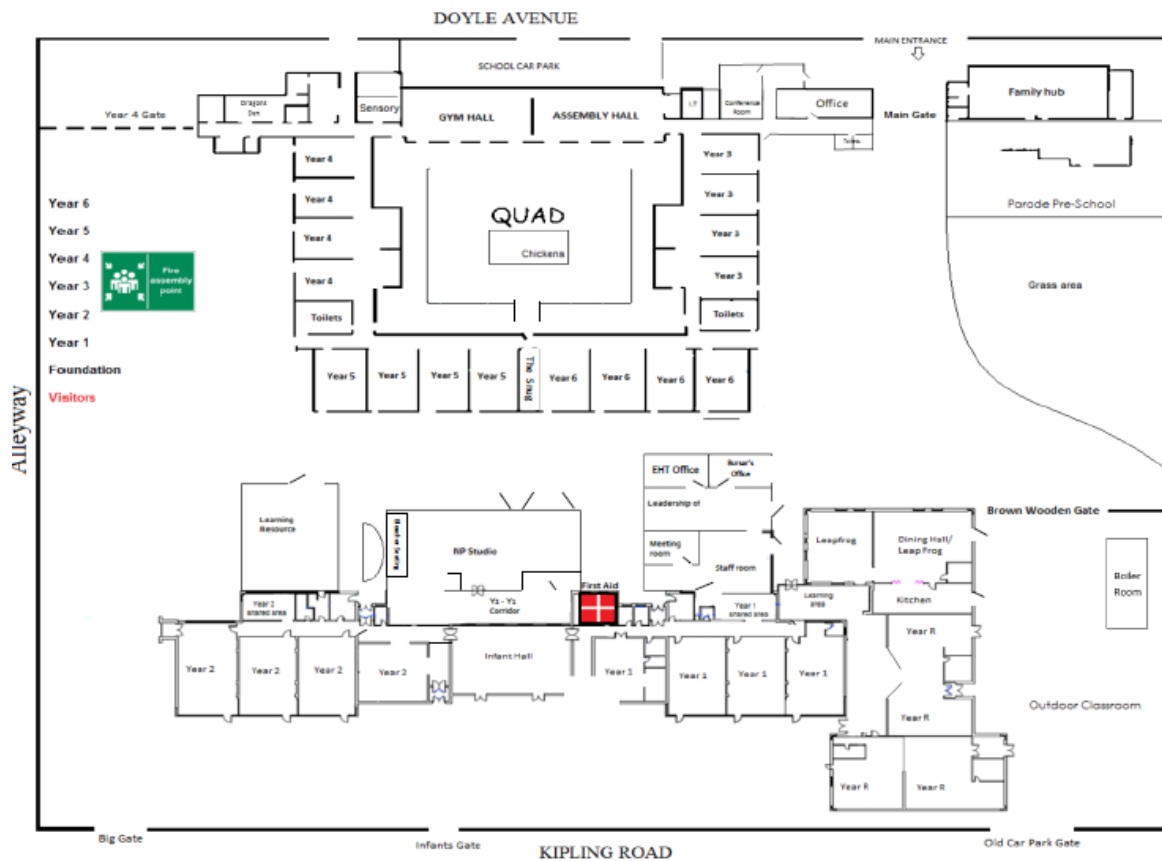 DOYLE AVENUE
MAIN ENTRANCE
SCHOOL CAR PARK
Year 4 Gate
Dragons
Den
Sensory
GYM HALL
ASSEMBLY HALL
I.T
Conference
Room
Office
Main Gate
Family hub
Toilets
Year 4
Year 4
Year 4
Year 4
Toilets
QUAD
Chickens
Year 3
Year 3
Year 3
Year 3
Toilets
Parade Pre-School
Grass area
Year 6
Year 5
Year 4
Year 3
Year 2
Year 1
Foundation
Visitors
Fire
assembly
point
Alleyway
Year 5
Year 5
Year 5
Year 5
The Snug
Year 6
Year 6
Year 6
Year 6
Learning
Resource
NP Studio
Y2 - Y1
Corridor
First Aid
EHT Office
Bursar's
Office
Leadership of
Meeting
room
Staff room
Leapfrog
Dining Hall/
Leap Frog
Brown Wooden Gate
Boiler
Room
Kitchen
Learning
area
Year 2
shared area
Year 1
shared area
Year 2
Year 2
Year 2
Year 2
Infant Hall
Year 1
Year 1
Year 1
Year 1
Year R
Year R
Year R
Year R
Outdoor Classroom
Big Gate
Infants Gate
KIPLING ROAD
Old Car Park Gate